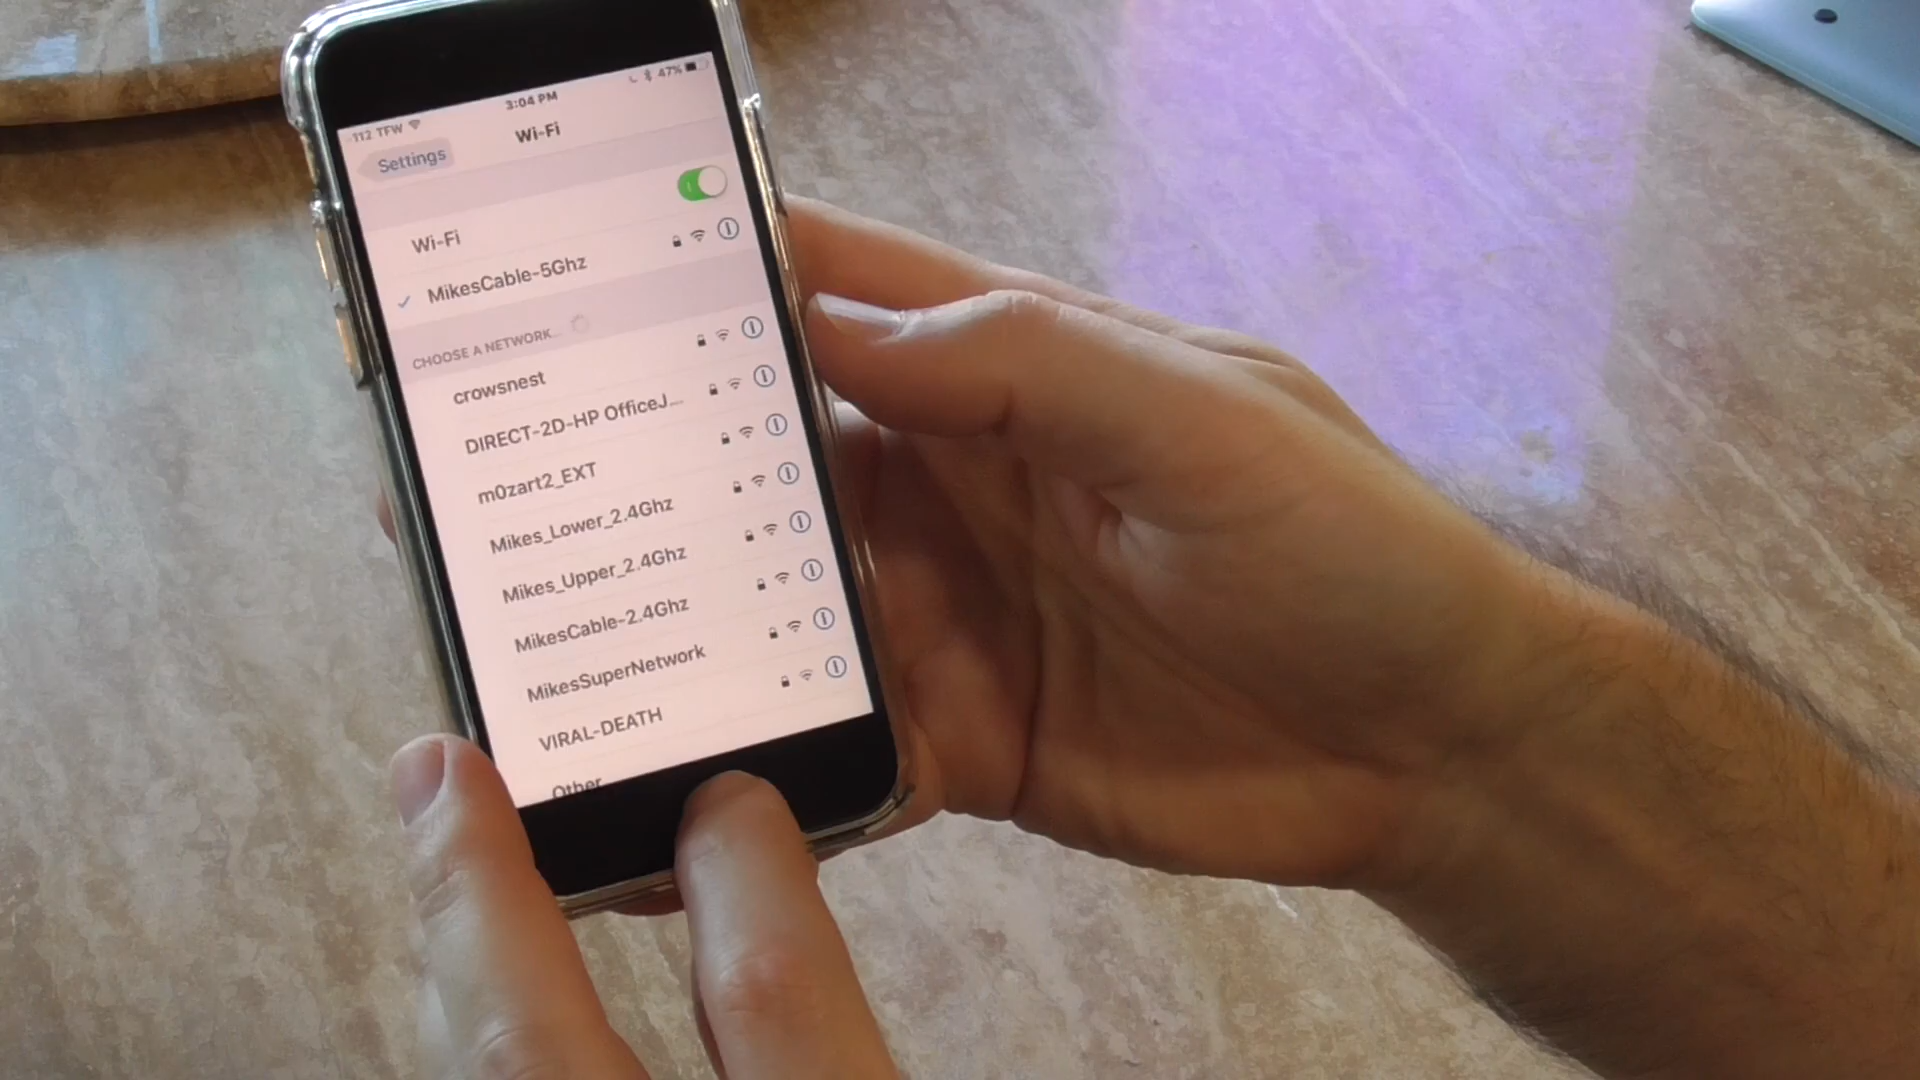 -112 TFW 3:04 PM 47%
Settings Wi-Fi
Wi-Fi
MikesCable-5Ghz
CHOOSE A NETWORK...
crowsnest
DIRECT-2D-HP OfficeJ...
m0zart2_EXT
Mikes_Lower_2.4Ghz
Mikes_Upper_2.4Ghz
MikesCable-2.4Ghz
MikesSuperNetwork
VIRAL-DEATH
Other